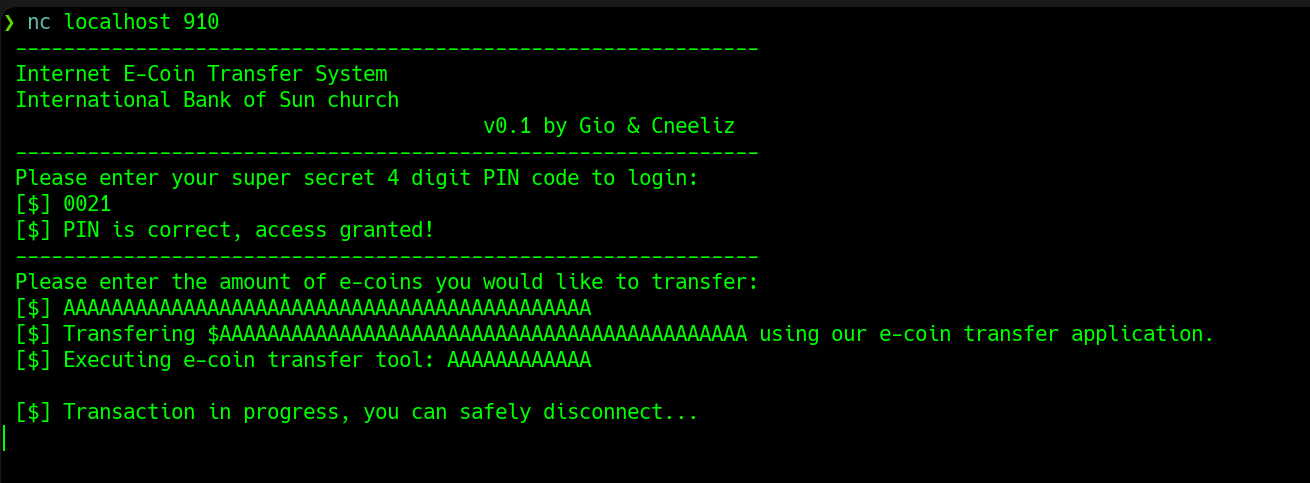 ❯ nc localhost 910
--------------------------------------------------------------
Internet E-Coin Transfer System
International Bank of Sun church
v0.1 by Gio & Cneeliz
--------------------------------------------------------------
Please enter your super secret 4 digit PIN code to login:
[$] 0021
[$] PIN is correct, access granted!
--------------------------------------------------------------
Please enter the amount of e-coins you would like to transfer:
[$] AAAAAAAAAAAAAAAAAAAAAAAAAAAAAAAAAAAAAAAAAAAA
[$] Transfering $AAAAAAAAAAAAAAAAAAAAAAAAAAAAAAAAAAAAAAAAAAAA using our e-coin transfer application.
[$] Executing e-coin transfer tool: AAAAAAAAAAAA
[$] Transaction in progress, you can safely disconnect...